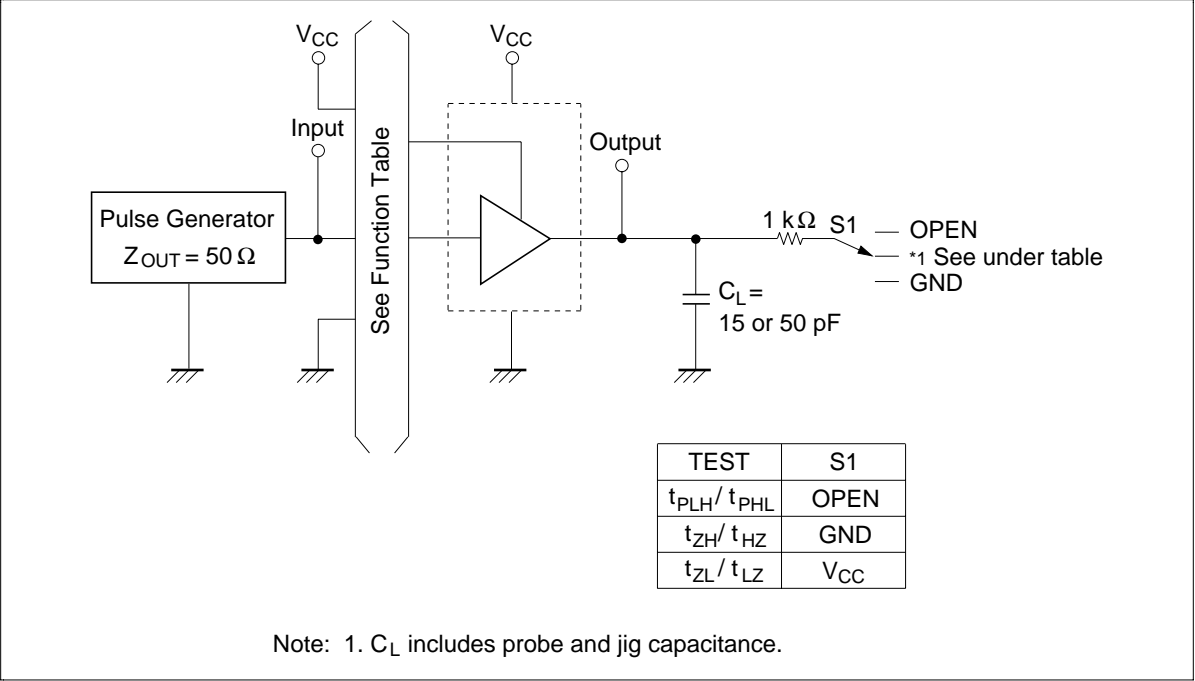 VCC
VCC
Input
Output
See Function Table
Pulse Generator
ZOUT = 50 Ω
1 kΩ
S1
OPEN
*1 See under table
GND
CL =
15 or 50 pF
TEST S1
tPLH / tPHL OPEN
tZH / tHZ GND
tZL / tLZ VCC
Note: 1. CL includes probe and jig capacitance.